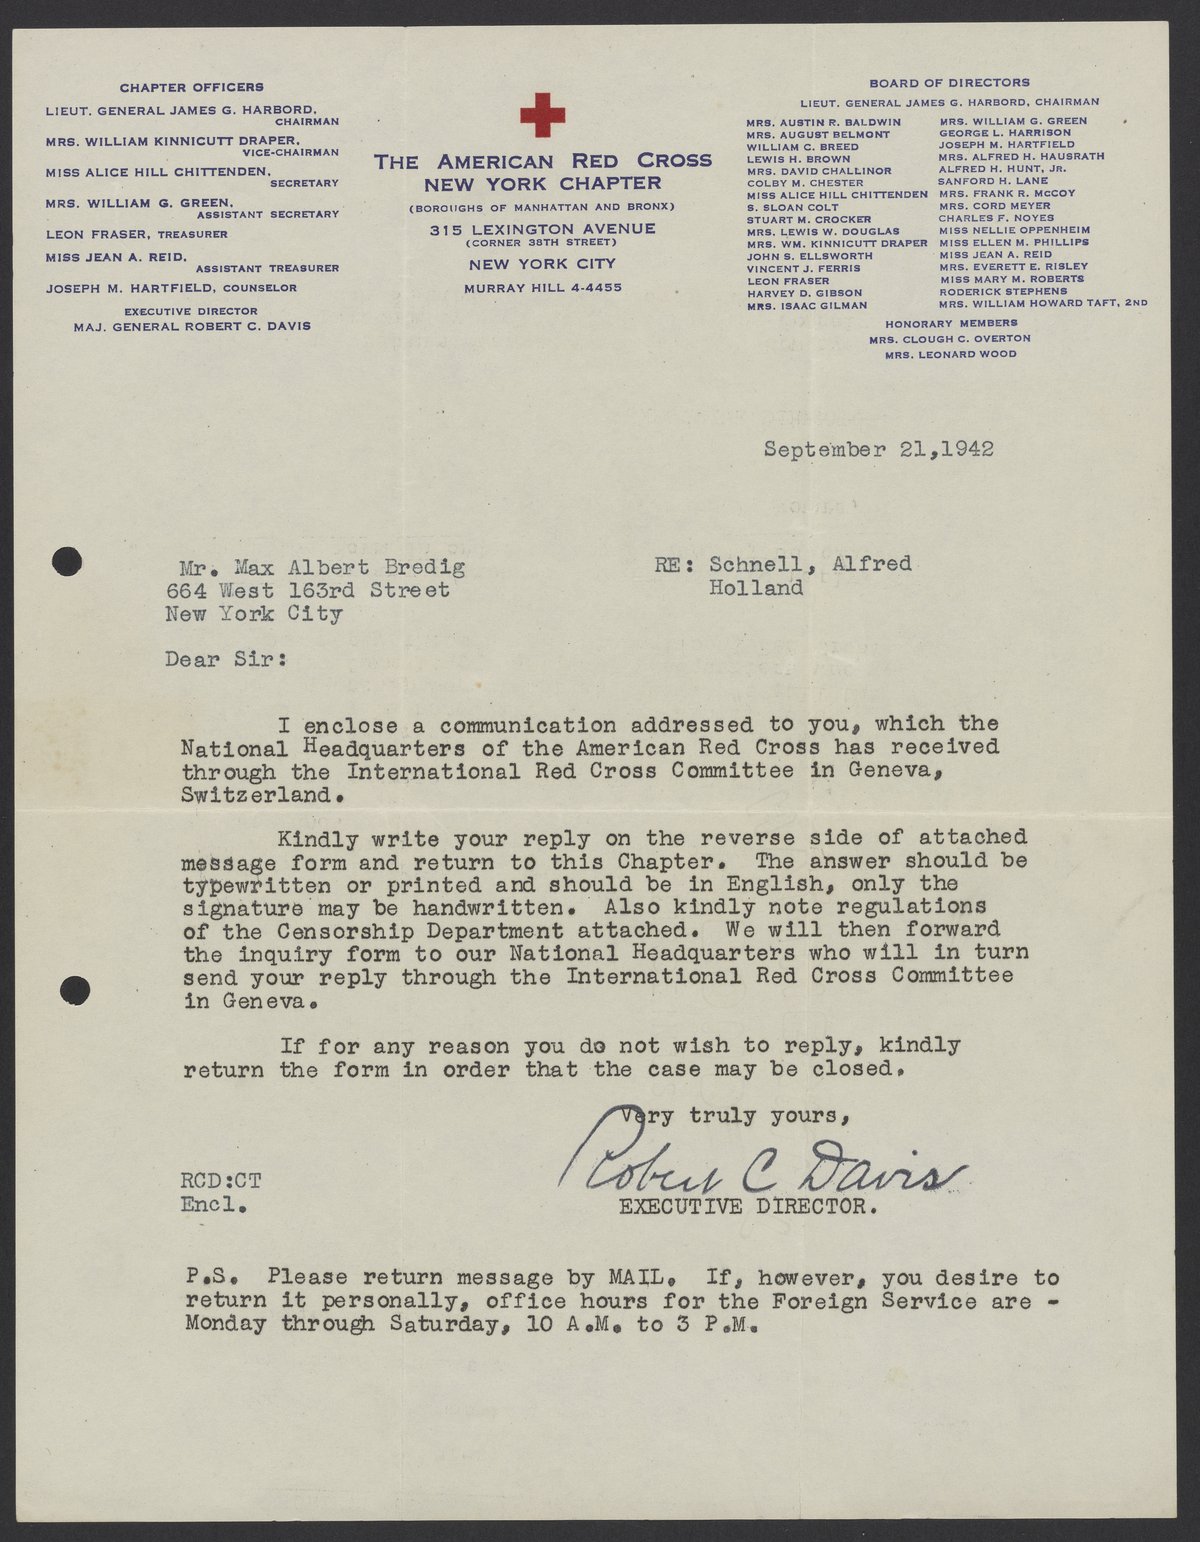 CHAPTER OFFICERS
LIEUT. GENERAL JAMES G. HARBORD,
CHAIRMAN
MRS. WILLIAM KINNICUTT DRAPER,
VICE-CHAIRMAN
MISS ALICE HILL CHITTENDEN,
SECRETARY
MRS. WILLIAM G. GREEN,
ASSISTANT SECRETARY
LEON FRASER, TREASURER
MISS JEAN A. REID,
ASSISTANT TREASURER
JOSEPH M. HARTFIELD, COUNSELOR
EXECUTIVE DIRECTOR
MAJ. GENERAL ROBERT C. DAVIS
THE AMERICAN RED CROSS
NEW YORK CHAPTER
(BOROUGHS OF MANHATTAN AND BRONX)
315 LEXINGTON AVENUE
(CORNER 38TH STREET)
NEW YORK CITY
MURRAY HILL 4-4455
BOARD OF DIRECTORS
LIEUT. GENERAL JAMES G. HARBORD, CHAIRMAN
MRS. AUSTIN R. BALDWIN
MRS. AUGUST BELMONT
WILLIAM C. BREED
LEWIS H. BROWN
MRS. DAVID CHALLINOR
COLBY M. CHESTER
MISS ALICE HILL CHITTENDEN
S. SLOAN COLT
STUART M. CROCKER
MRS. LEWIS W. DOUGLAS
MRS. WM. KINNICUTT DRAPER
JOHN S. ELLSWORTH
VINCENT J. FERRIS
LEON FRASER
HARVEY D. GIBSON
MRS. ISAAC GILMAN
MRS. WILLIAM G. GREEN
GEORGE L. HARRISON
JOSEPH M. HARTFIELD
MRS. ALFRED H. HAUSRATH
ALFRED H. HUNT, JR.
SANFORD H. LANE
MRS. FRANK R. MCCOY
MRS. CORD MEYER
CHARLES F. NOYES
MISS NELLIE OPPENHEIM
MISS ELLEN M. PHILLIPS
MISS JEAN A. REID
MRS. EVERETT E. RISLEY
MISS MARY M. ROBERTS
RODERICK STEPHENS
MRS. WILLIAM HOWARD TAFT, 2ND
HONORARY MEMBERS
MRS. CLOUGH C. OVERTON
MRS. LEONARD WOOD
September 21,1942
Mr. Max Albert Bredig
664 West 163rd Street
New York City
RE: Schnell, Alfred
Holland
Dear Sir:
I enclose a communication addressed to you, which the
National Headquarters of the American Red Cross has received
through the International Red Cross Committee in Geneva,
Switzerland.
Kindly write your reply on the reverse side of attached
message form and return to this Chapter. The answer should be
typewritten or printed and should be in English, only the
signature may be handwritten. Also kindly note regulations
of the Censorship Department attached. We will then forward
the inquiry form to our National Headquarters who will in turn
send your reply through the International Red Cross Committee
in Geneva.
If for any reason you do not wish to reply, kindly
return the form in order that the case may be closed.
Very truly yours,
Robert C Davis
EXECUTIVE DIRECTOR.
RCD:CT
Encl.
P.S. Please return message by MAIL. If, however, you desire to
return it personally, office hours for the Foreign Service are -
Monday through Saturday, 10 A.M. to 3 P.M.